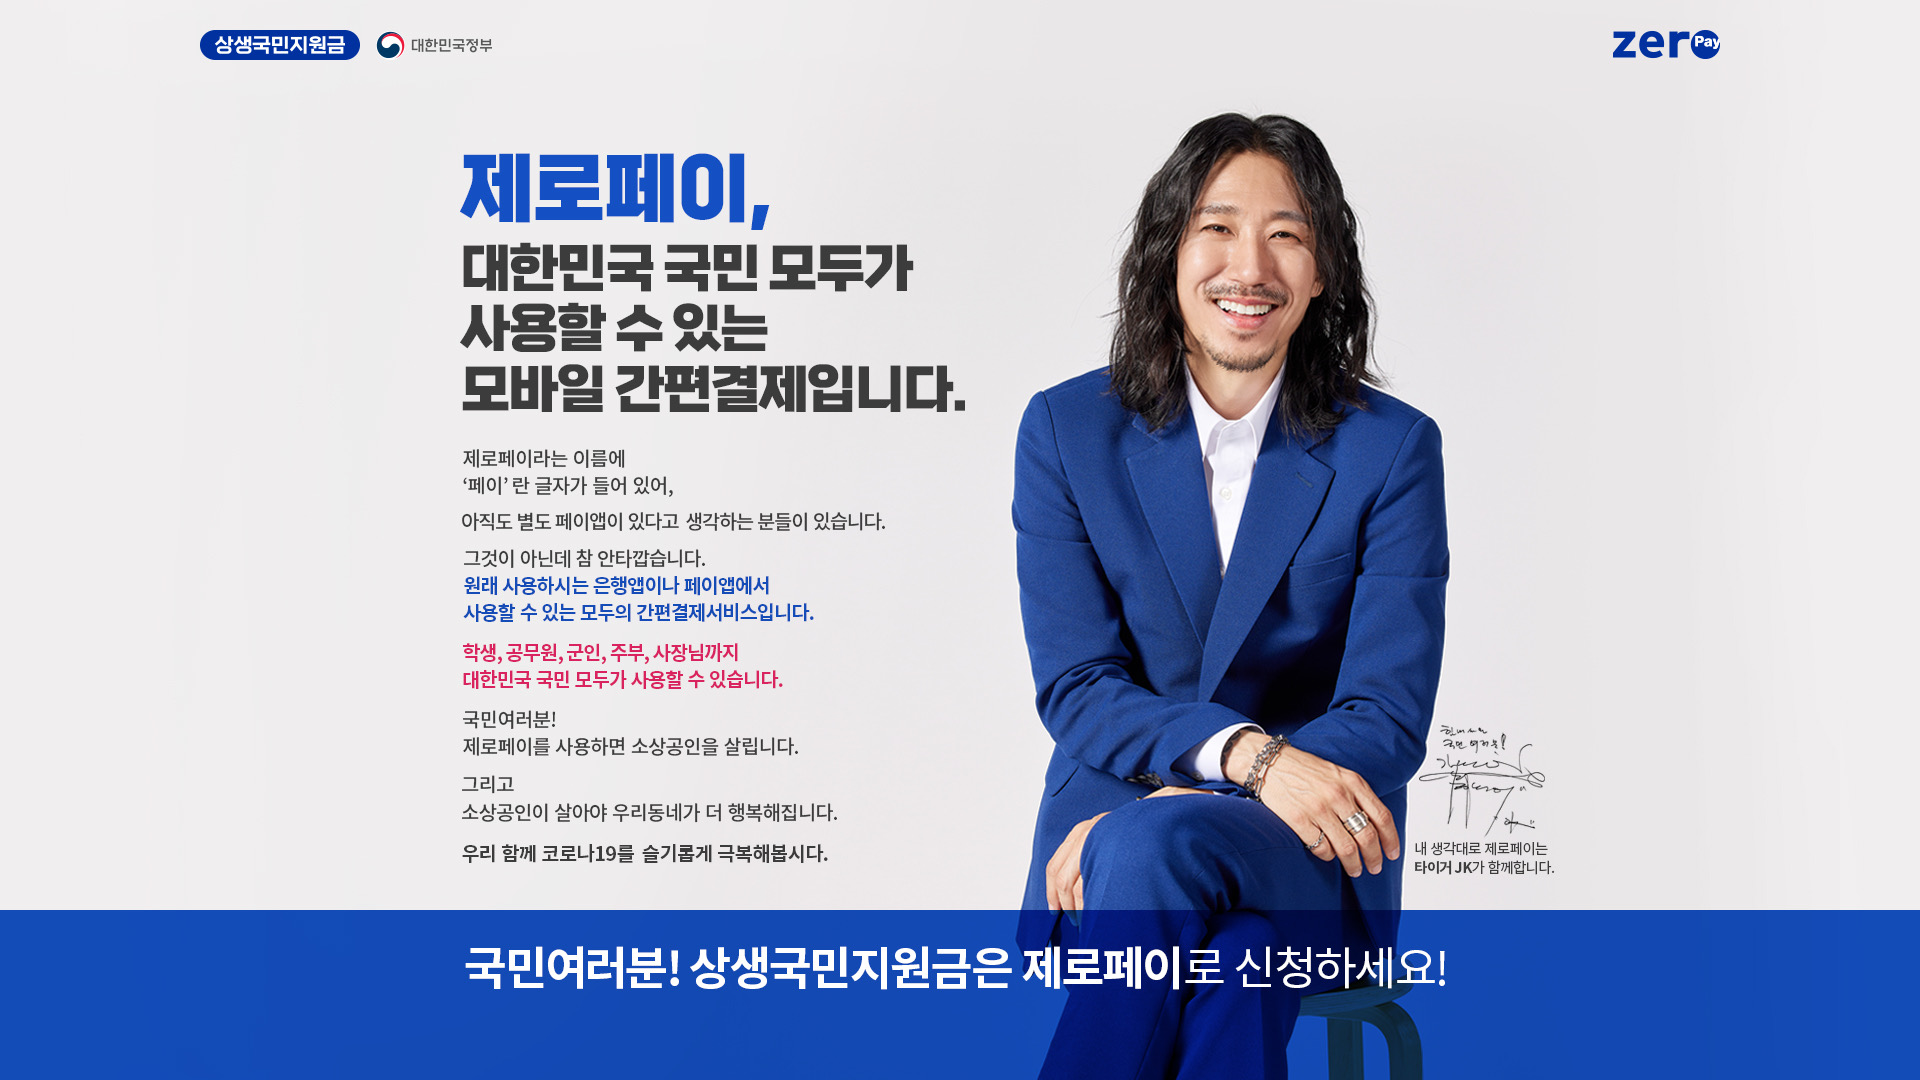 상생국민지원금
대한민국정부
zeroPay
제로페이,
대한민국 국민 모두가
사용할 수 있는
모바일 간편결제입니다.
제로페이라는 이름에
‘페이’란 글자가 들어 있어,
아직도 별도 페이앱이 있다고 생각하는 분들이 있습니다.
그것이 아닌데 참 안타깝습니다.
원래 사용하시는 은행앱이나 페이앱에서
사용할 수 있는 모두의 간편결제서비스입니다.
학생, 공무원, 군인, 주부, 사장님까지
대한민국 국민 모두가 사용할 수 있습니다.
국민여러분!
제로페이를 사용하면 소상공인을 살립니다.
그리고
소상공인이 살아야 우리동네가 더 행복해집니다.
우리 함께 코로나19를 슬기롭게 극복해봅시다.
국민 여러분!
내 생각대로 제로페이는
타이거 JK가 함께합니다.
국민여러분! 상생국민지원금은 제로페이로 신청하세요!